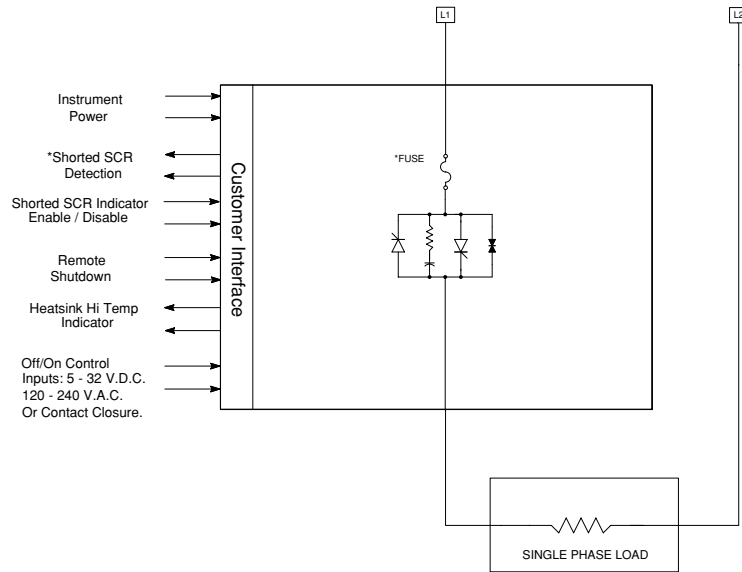 L1
L2
Instrument
Power
*Shorted SCR
Detection
Shorted SCR Indicator
Enable / Disable
Remote
Shutdown
Heatsink Hi Temp
Indicator
Off/On Control
Inputs: 5 - 32 V.D.C.
120 - 240 V.A.C.
Or Contact Closure.
Customer Interface
*FUSE
SINGLE PHASE LOAD